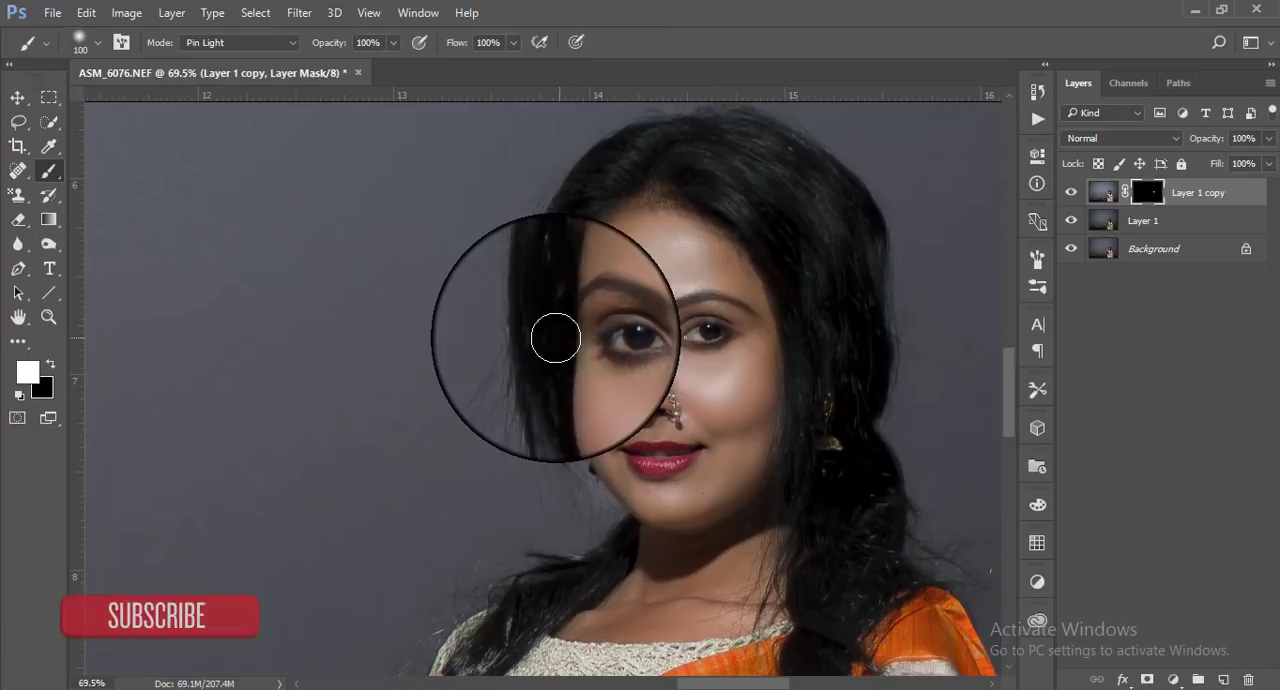 Ps File Edit Image Layer Type Select Filter 3D View Window Help
100 Mode: Pin Light Opacity: 100% Flow: 100%
ASM_6076.NEF @ 69.5% (Layer 1 copy, Layer Mask/8) * ×
12 13 14 15 16
6
7
8
Layers Channels Paths
Kind
Normal Opacity: 100%
Lock: Fill: 100%
Layer 1 copy
Layer 1
Background
SUBSCRIBE
Activate Windows
Go to PC settings to activate Windows.
69.5% Doc: 69.1M/207.4M